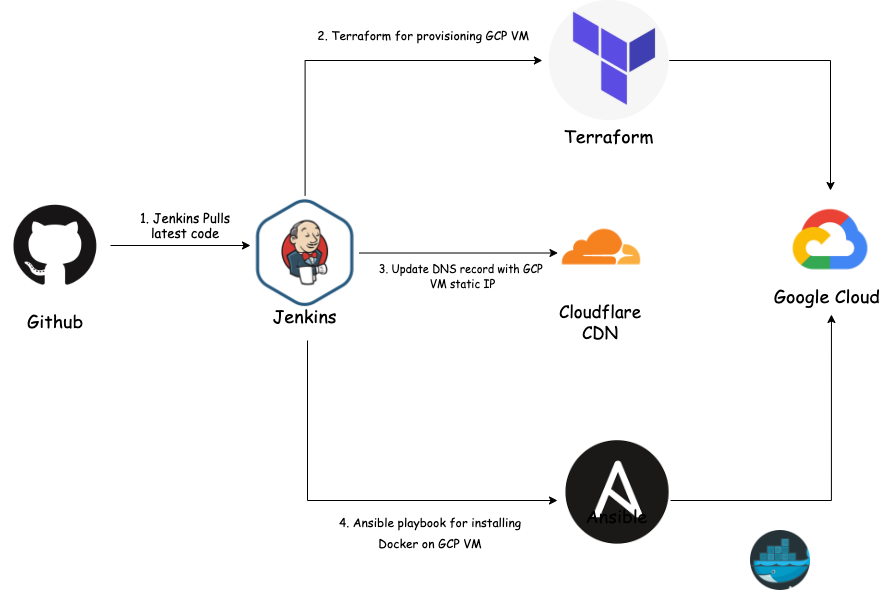 2. Terraform for provisioning GCP VM
Terraform
1. Jenkins Pulls
latest code
Github
Jenkins
3. Update DNS record with GCP
VM static IP
Cloudflare
CDN
Google Cloud
4. Ansible playbook for installing
Docker on GCP VM
Ansible